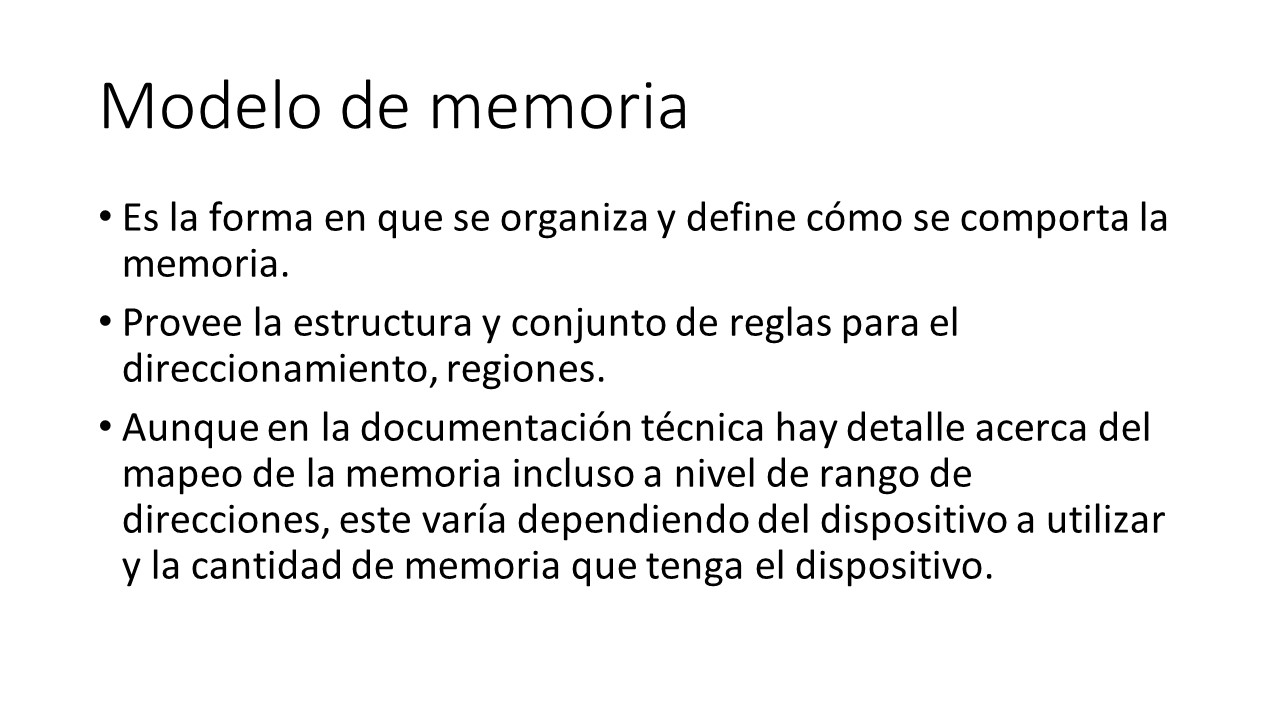 Modelo de memoria
• Es la forma en que se organiza y define cómo se comporta la
memoria.
• Provee la estructura y conjunto de reglas para el
direccionamiento, regiones.
• Aunque en la documentación técnica hay detalle acerca del
mapeo de la memoria incluso a nivel de rango de
direcciones, este varía dependiendo del dispositivo a utilizar
y la cantidad de memoria que tenga el dispositivo.